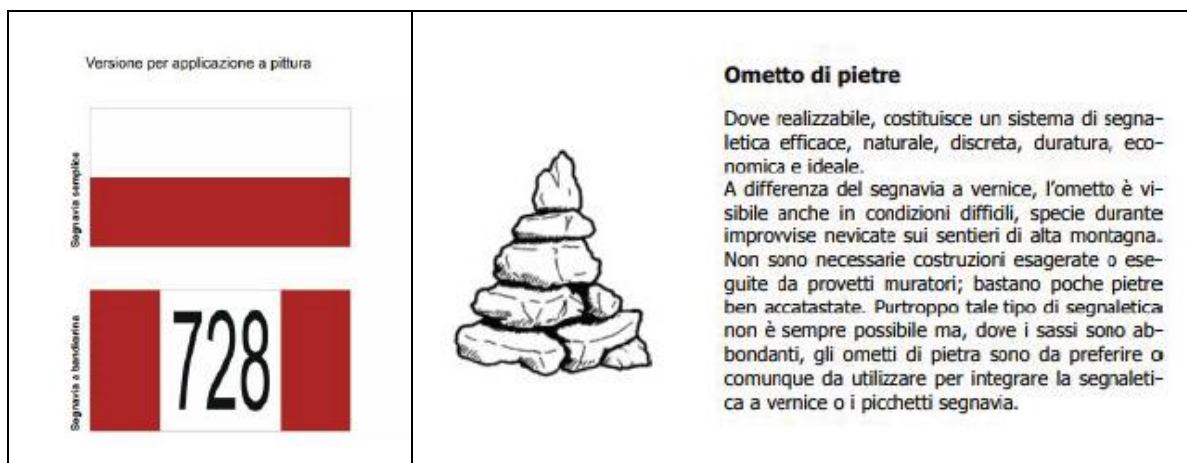 Versione per applicazione a pittura
Segnavia semplice
Segnavia a bandierina
728
Ometto di pietre
Dove realizzabile, costituisce un sistema di segna-
letica efficace, naturale, discreta, duratura, eco-
nomica e ideale.
A differenza del segnavia a vernice, l'ometto è vi-
sibile anche in condizioni difficili, specie durante
improvvise nevicate sui sentieri di alta montagna.
Non sono necessarie costruzioni esagerate o ese-
guite da provetti muratori; bastano poche pietre
ben accatastate. Purtroppo tale tipo di segnaletica
non è sempre possibile ma, dove i sassi sono ab-
bondanti, gli ometti di pietra sono da preferire o
comunque da utilizzare per integrare la segnaleti-
ca a vernice o i picchetti segnavia.